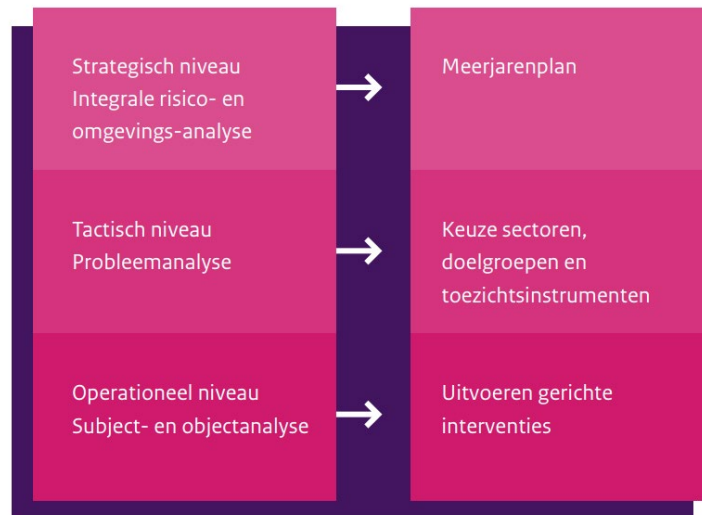 Strategisch niveau
Integrale risico- en
omgevings-analyse
Meerjarenplan
Tactisch niveau
Probleemanalyse
Keuze sectoren,
doelgroepen en
toezichtsinstrumenten
Operationeel niveau
Subject- en objectanalyse
Uitvoeren gerichte
interventies